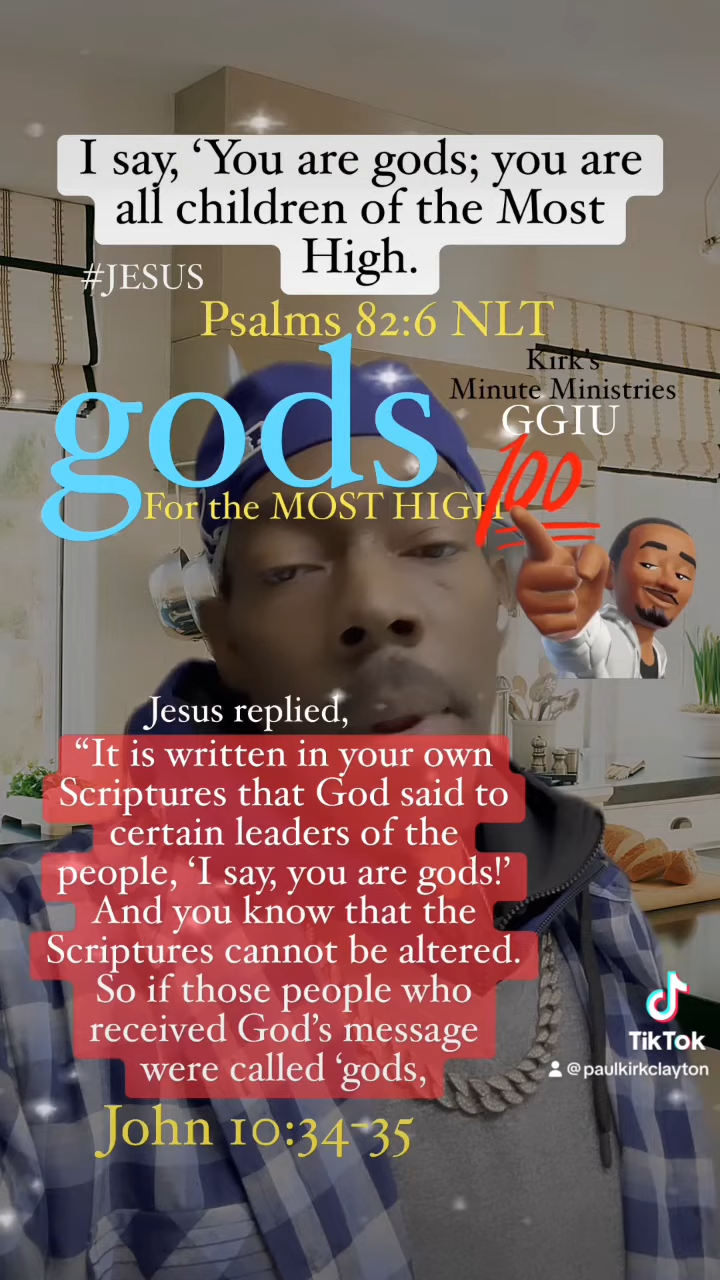 I say, ‘You are gods; you are
all children of the Most
High.
#JESUS
Psalms 82:6 NLT
Kirk's
Minute Ministries
GGIU
gods
100
For the MOST HIGH
Jesus replied,
“It is written in your own
Scriptures that God said to
certain leaders of the
people, ‘I say, you are gods!’
And you know that the
Scriptures cannot be altered.
So if those people who
received God’s message
were called ‘gods,
TikTok
@paulkirkclayton
John 10:34-35